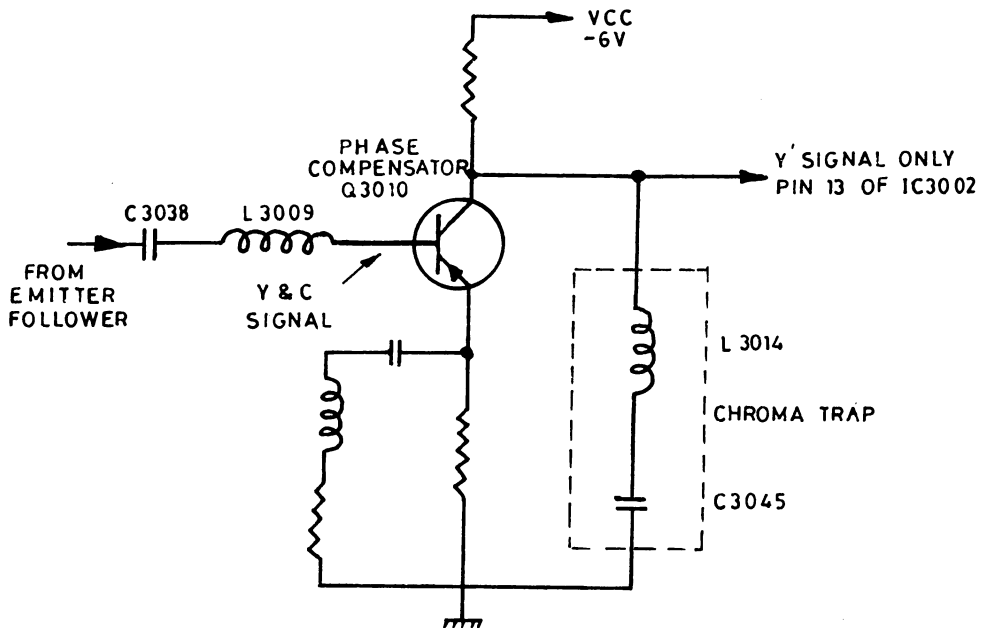 VCC
-6V
PHASE
COMPENSATOR
Q3010
Y' SIGNAL ONLY
PIN 13 OF IC3002
C3038
L3009
FROM
EMITTER
FOLLOWER
Y & C
SIGNAL
L3014
CHROMA TRAP
C3045